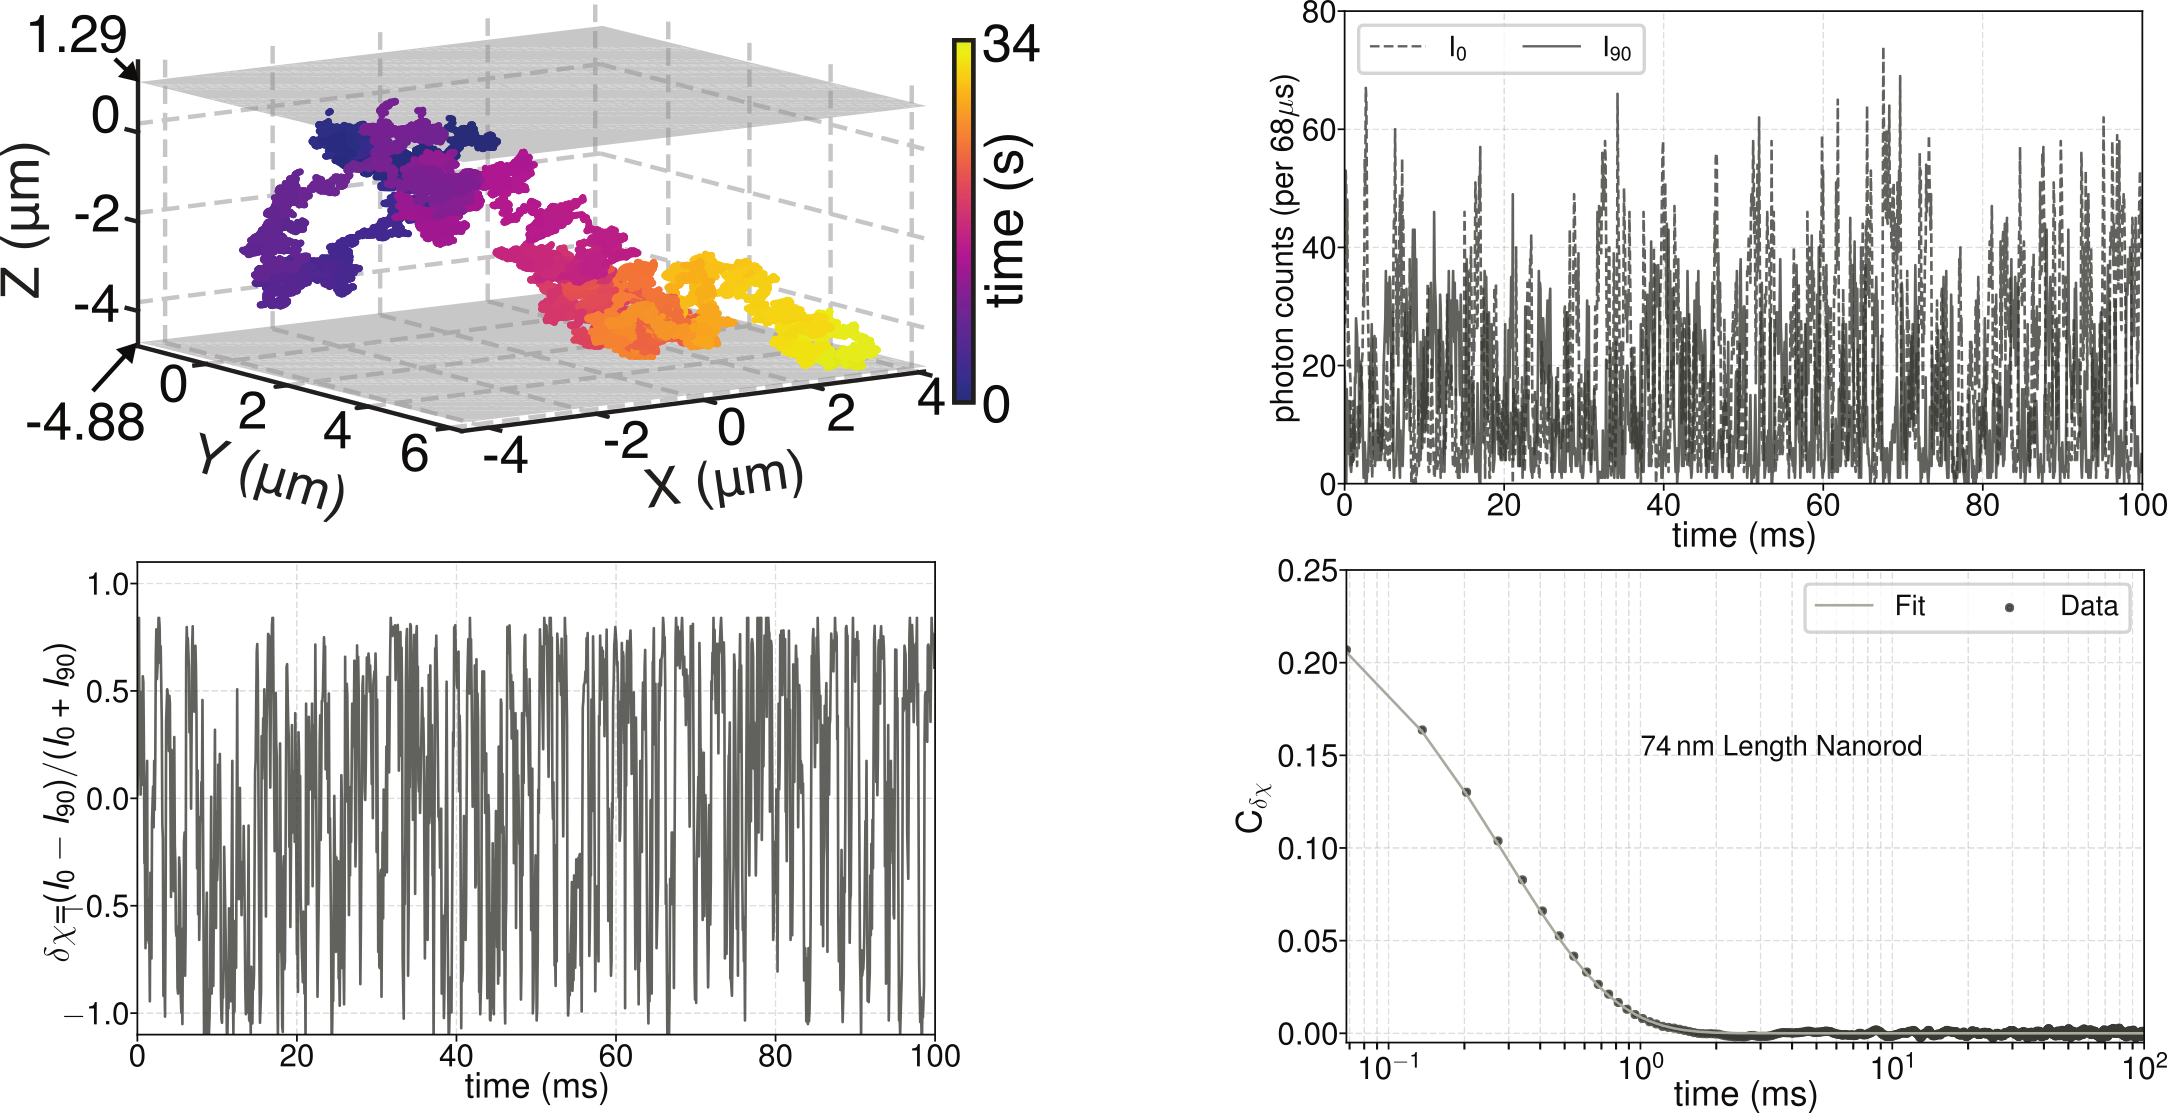 1.29
0
-2
-4
-4.88
Z (µm)
0
2
4
6
Y (µm)
-4
-2
0
2
4
X (µm)
34
0
time (s)
80
60
40
20
0
photon counts (per 68µs)
I0 I90
0 20 40 60 80 100
time (ms)
1.0
0.5
0.0
−0.5
−1.0
δχ=(I0 − I90)/(I0 + I90)
0 20 40 60 80 100
time (ms)
0.25
0.20
0.15
0.10
0.05
0.00
Cδχ
Fit Data
74 nm Length Nanorod
10−1 100 101 102
time (ms)